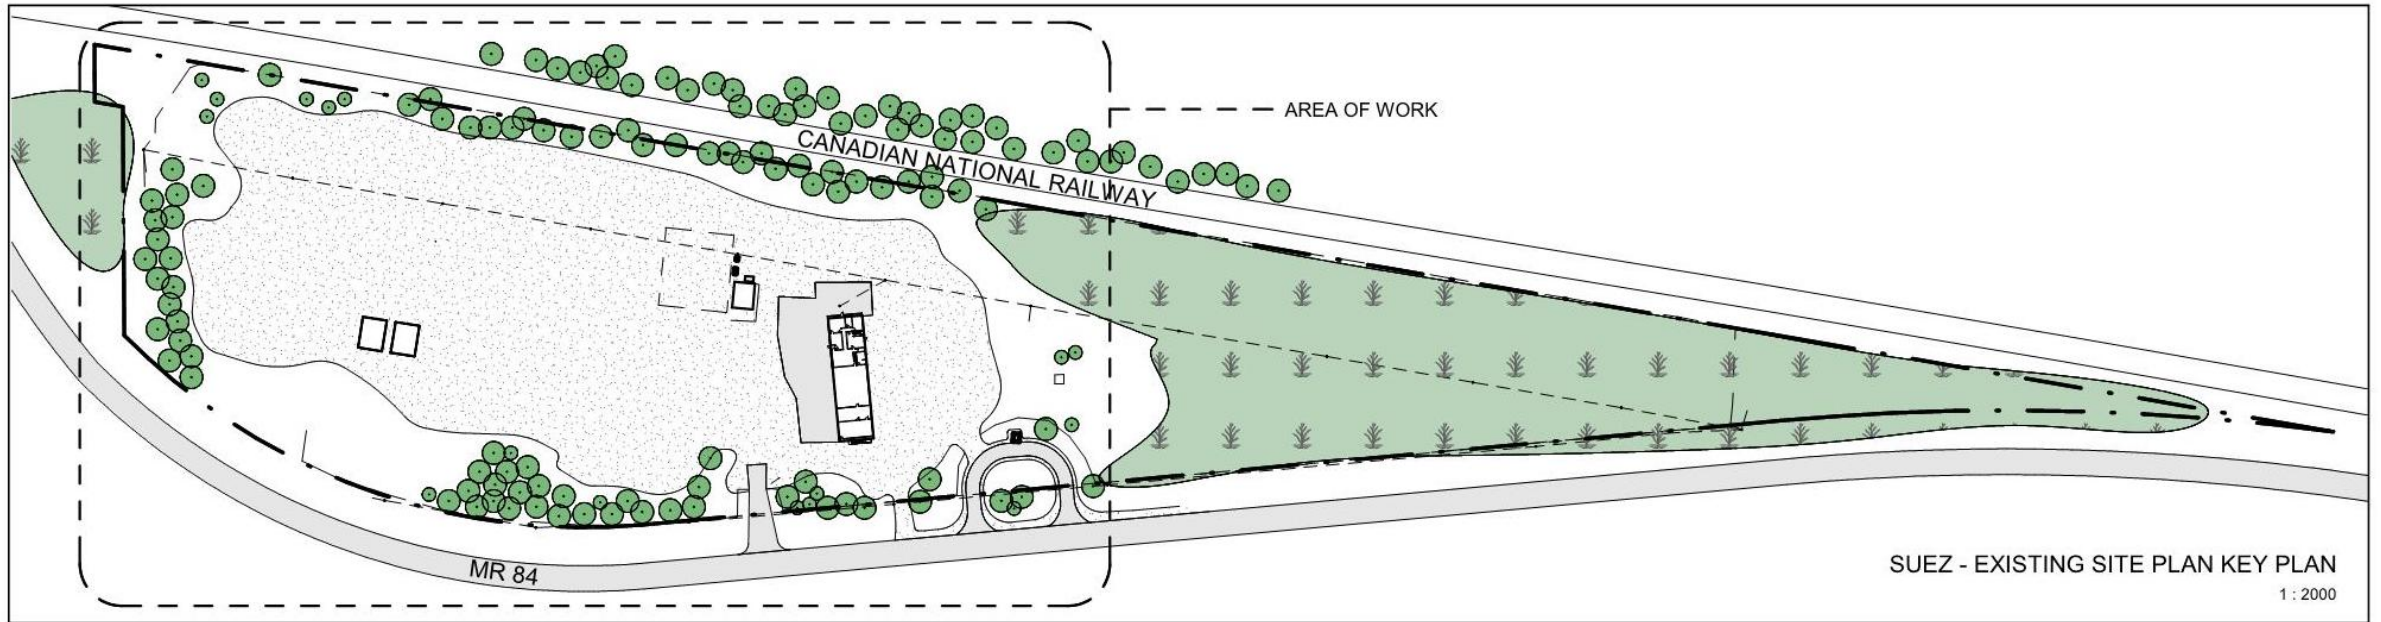 AREA OF WORK
CANADIAN NATIONAL RAILWAY
MR 84
SUEZ - EXISTING SITE PLAN KEY PLAN
1 : 2000